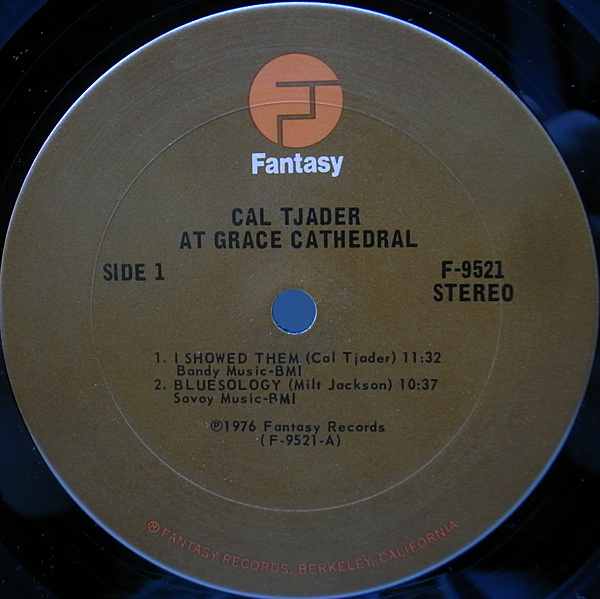 Fantasy
CAL TJADER
AT GRACE CATHEDRAL
SIDE 1
F-9521
STEREO
1. I SHOWED THEM (Cal Tjader) 11:32
Bandy Music-BMI
2. BLUESOLOGY (Milt Jackson) 10:37
Savoy Music-BMI
℗1976 Fantasy Records
(F-9521-A)
® FANTASY RECORDS, BERKELEY, CALIFORNIA